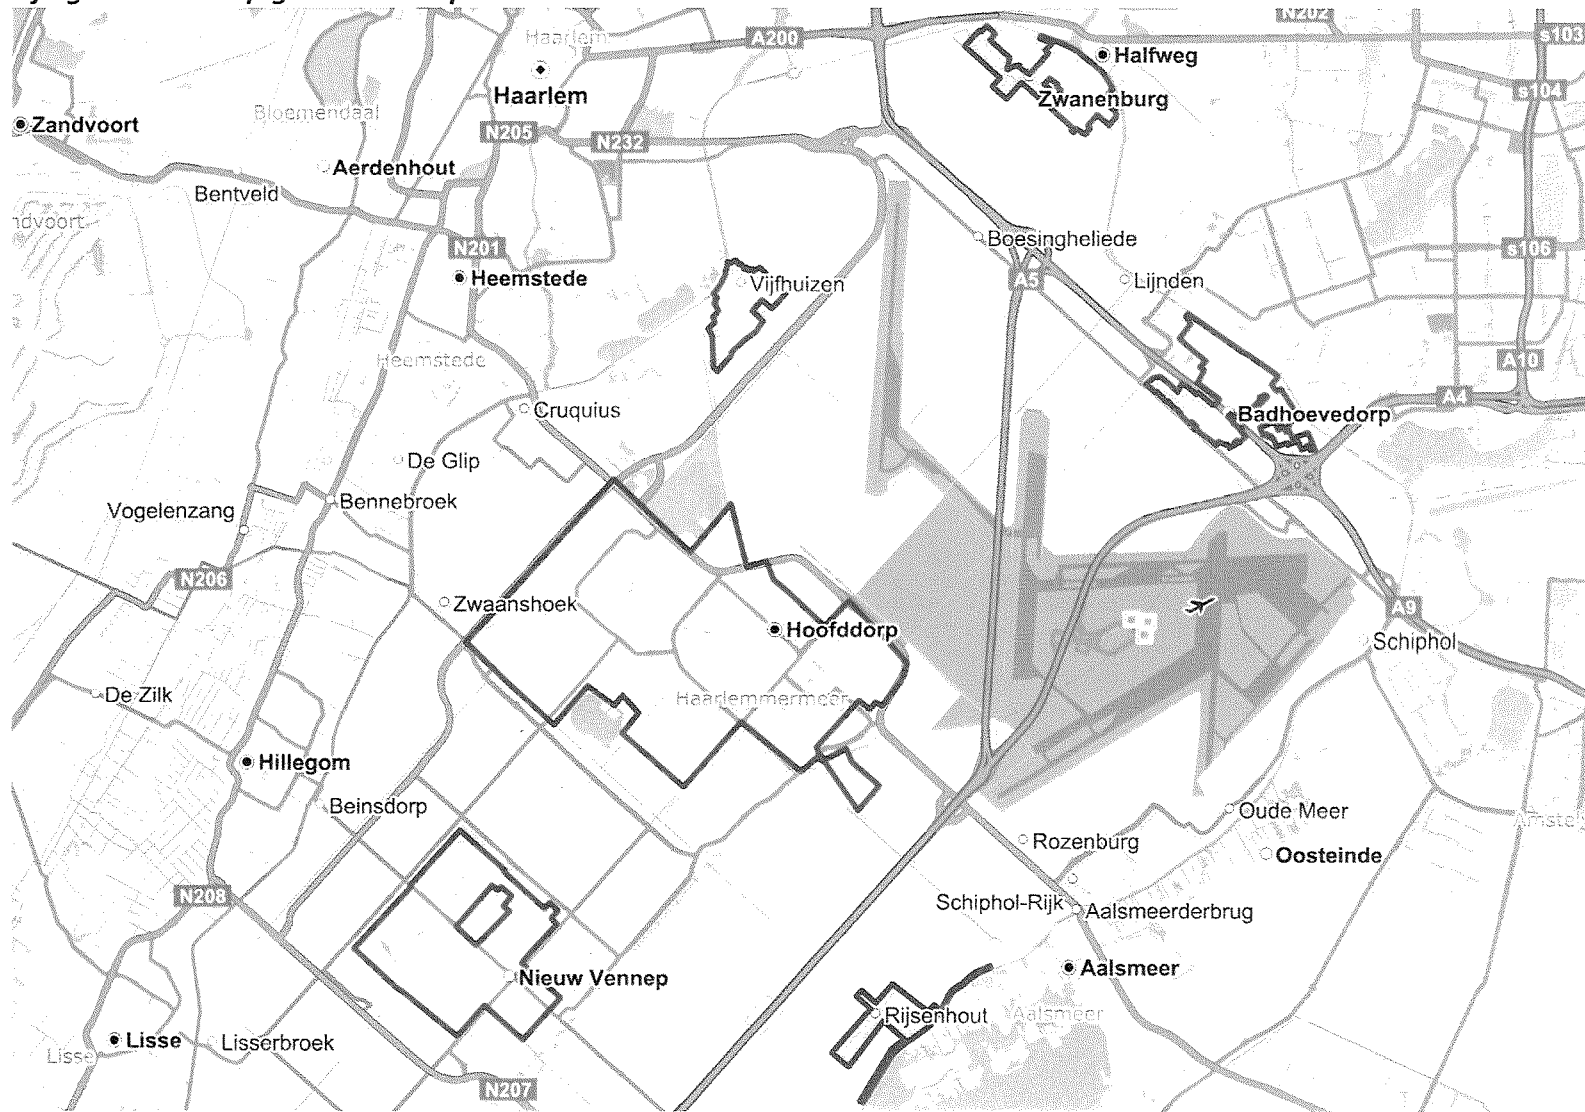 N202
Haarlem
A200
s103
Halfweg
Haarlem
Zwanenburg
s104
Bloemendaal
Zandvoort
N205
N232
Aerdenhout
Bentveld
ndvoort
N201
Boesingheliede
s106
Heemstede
A5
Lijnden
Vijfhuizen
Heemstede
A10
A4
Cruquius
Badhoevedorp
De Glip
Bennebroek
Vogelenzang
N206
Zwaanshoek
A9
Hoofddorp
Schiphol
De Zilk
Haarlemmermeer
Hillegom
Beinsdorp
Oude Meer
Amstel
Rozenburg
Oosteinde
N208
Schiphol-Rijk
Aalsmeerderbrug
Nieuw Vennep
Aalsmeer
Rijsenhout
Aalsmeer
Lisse
Lisserbroek
Lisse
N207